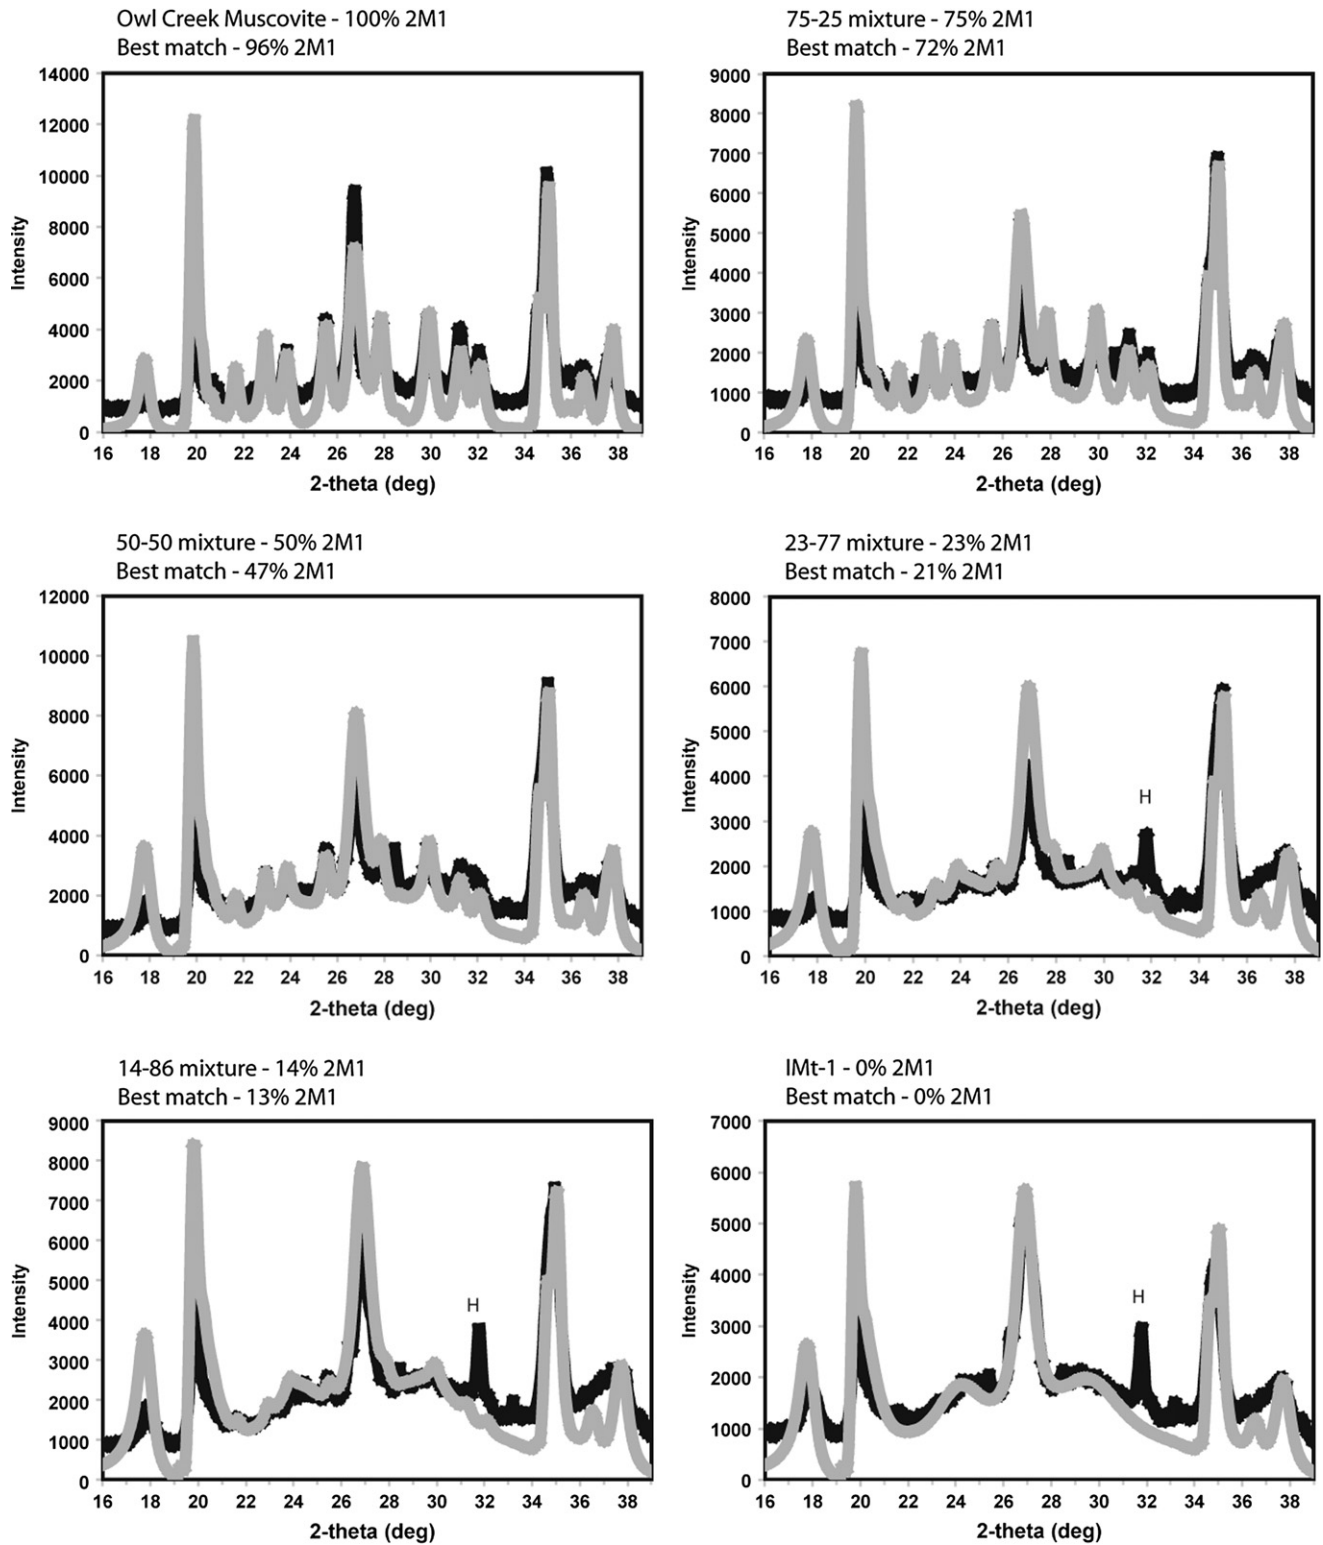 Owl Creek Muscovite - 100% 2M1
Best match - 96% 2M1
14000
12000
10000
8000
6000
4000
2000
0
Intensity
16 18 20 22 24 26 28 30 32 34 36 38
2-theta (deg)
75-25 mixture - 75% 2M1
Best match - 72% 2M1
9000
8000
7000
6000
5000
4000
3000
2000
1000
0
Intensity
16 18 20 22 24 26 28 30 32 34 36 38
2-theta (deg)
50-50 mixture - 50% 2M1
Best match - 47% 2M1
12000
10000
8000
6000
4000
2000
0
Intensity
16 18 20 22 24 26 28 30 32 34 36 38
2-theta (deg)
23-77 mixture - 23% 2M1
Best match - 21% 2M1
8000
7000
6000
5000
4000
3000
2000
1000
0
Intensity
H
16 18 20 22 24 26 28 30 32 34 36 38
2-theta (deg)
14-86 mixture - 14% 2M1
Best match - 13% 2M1
9000
8000
7000
6000
5000
4000
3000
2000
1000
0
Intensity
H
16 18 20 22 24 26 28 30 32 34 36 38
2-theta (deg)
IMt-1 - 0% 2M1
Best match - 0% 2M1
7000
6000
5000
4000
3000
2000
1000
0
Intensity
H
16 18 20 22 24 26 28 30 32 34 36 38
2-theta (deg)